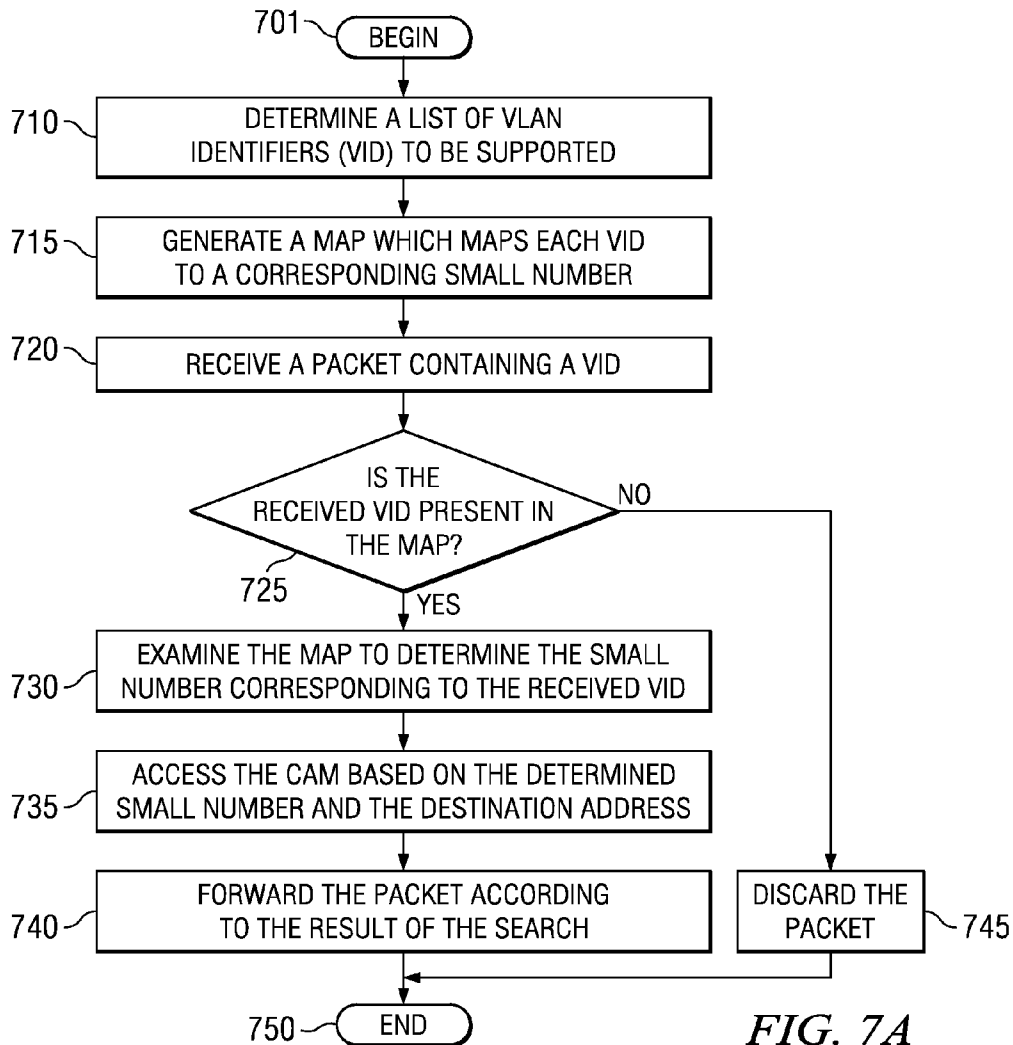 701
BEGIN
710
DETERMINE A LIST OF VLAN
IDENTIFIERS (VID) TO BE SUPPORTED
715
GENERATE A MAP WHICH MAPS EACH VID
TO A CORRESPONDING SMALL NUMBER
720
RECEIVE A PACKET CONTAINING A VID
IS THE
RECEIVED VID PRESENT IN
THE MAP?
NO
725
YES
730
EXAMINE THE MAP TO DETERMINE THE SMALL
NUMBER CORRESPONDING TO THE RECEIVED VID
735
ACCESS THE CAM BASED ON THE DETERMINED
SMALL NUMBER AND THE DESTINATION ADDRESS
740
FORWARD THE PACKET ACCORDING
TO THE RESULT OF THE SEARCH
DISCARD THE
PACKET
745
750
END
FIG. 7A